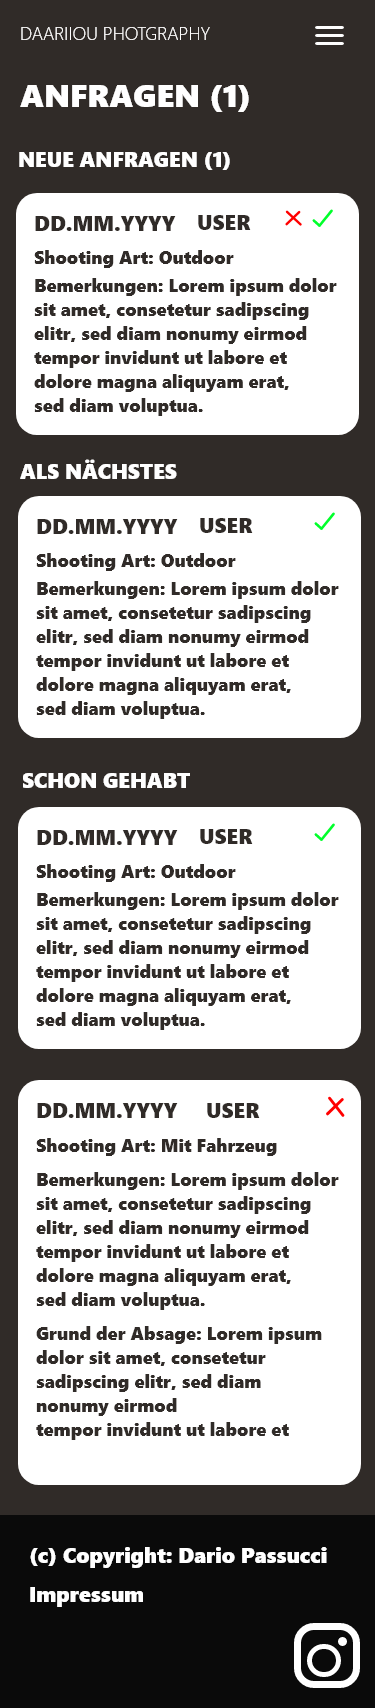 DAARIIOU PHOTGRAPHY
ANFRAGEN (1)
NEUE ANFRAGEN (1)
DD.MM.YYYY USER
Shooting Art: Outdoor
Bemerkungen: Lorem ipsum dolor
sit amet, consetetur sadipscing
elitr, sed diam nonumy eirmod
tempor invidunt ut labore et
dolore magna aliquyam erat,
sed diam voluptua.
ALS NÄCHSTES
DD.MM.YYYY USER
Shooting Art: Outdoor
Bemerkungen: Lorem ipsum dolor
sit amet, consetetur sadipscing
elitr, sed diam nonumy eirmod
tempor invidunt ut labore et
dolore magna aliquyam erat,
sed diam voluptua.
SCHON GEHABT
DD.MM.YYYY USER
Shooting Art: Outdoor
Bemerkungen: Lorem ipsum dolor
sit amet, consetetur sadipscing
elitr, sed diam nonumy eirmod
tempor invidunt ut labore et
dolore magna aliquyam erat,
sed diam voluptua.
DD.MM.YYYY USER
Shooting Art: Mit Fahrzeug
Bemerkungen: Lorem ipsum dolor
sit amet, consetetur sadipscing
elitr, sed diam nonumy eirmod
tempor invidunt ut labore et
dolore magna aliquyam erat,
sed diam voluptua.
Grund der Absage: Lorem ipsum
dolor sit amet, consetetur
sadipscing elitr, sed diam
nonumy eirmod
tempor invidunt ut labore et
(c) Copyright: Dario Passucci
Impressum